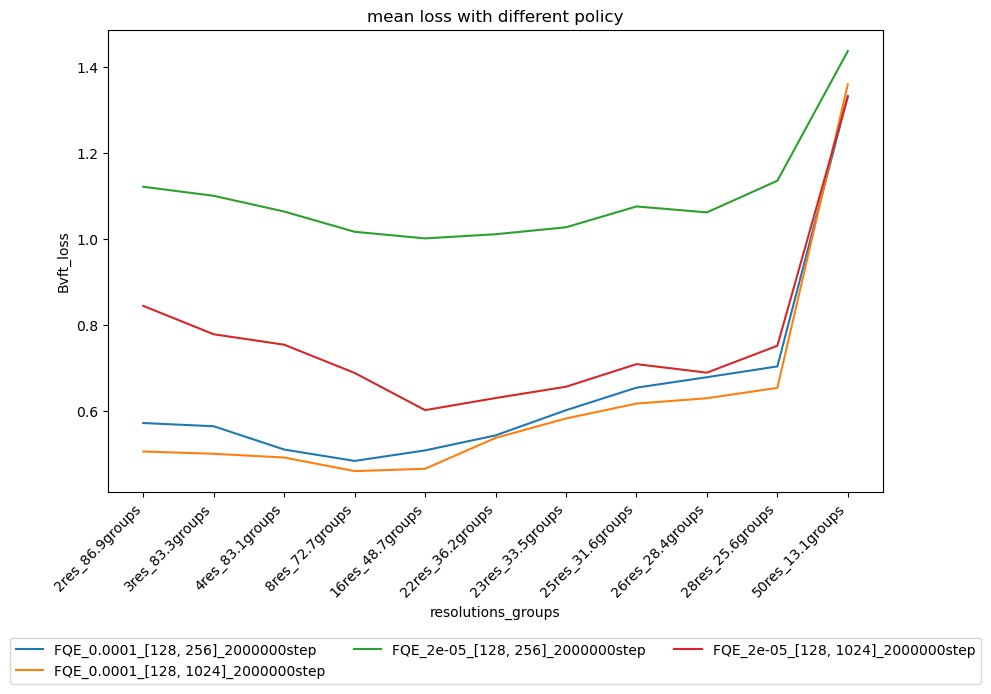 mean loss with different policy
Bvft_loss
1.4
1.2
1.0
0.8
0.6
2res_86.9groups
3res_83.3groups
4res_83.1groups
8res_72.7groups
16res_48.7groups
22res_36.2groups
23res_33.5groups
25res_31.6groups
26res_28.4groups
28res_25.6groups
50res_13.1groups
resolutions_groups
FQE_0.0001_[128, 256]_2000000step
FQE_0.0001_[128, 1024]_2000000step
FQE_2e-05_[128, 256]_2000000step
FQE_2e-05_[128, 1024]_2000000step